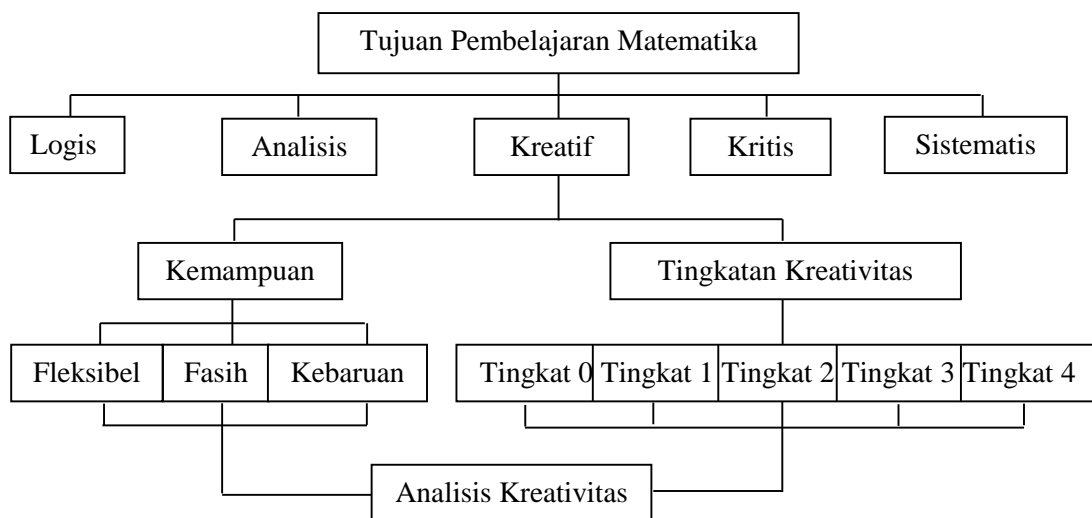 Tujuan Pembelajaran Matematika
Logis
Analisis
Kreatif
Kritis
Sistematis
Kemampuan
Tingkatan Kreativitas
Fleksibel
Fasih
Kebaruan
Tingkat 0
Tingkat 1
Tingkat 2
Tingkat 3
Tingkat 4
Analisis Kreativitas